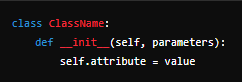 class ClassName:
    def __init__(self, parameters):
        self.attribute = value